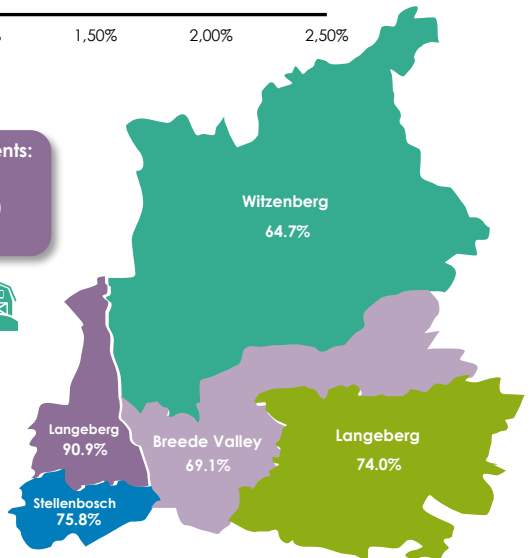 1,50% 2,00% 2,50%
Witzenberg
64.7%
Langeberg
90.9%
Breede Valley
69.1%
Langeberg
74.0%
Stellenbosch
75.8%